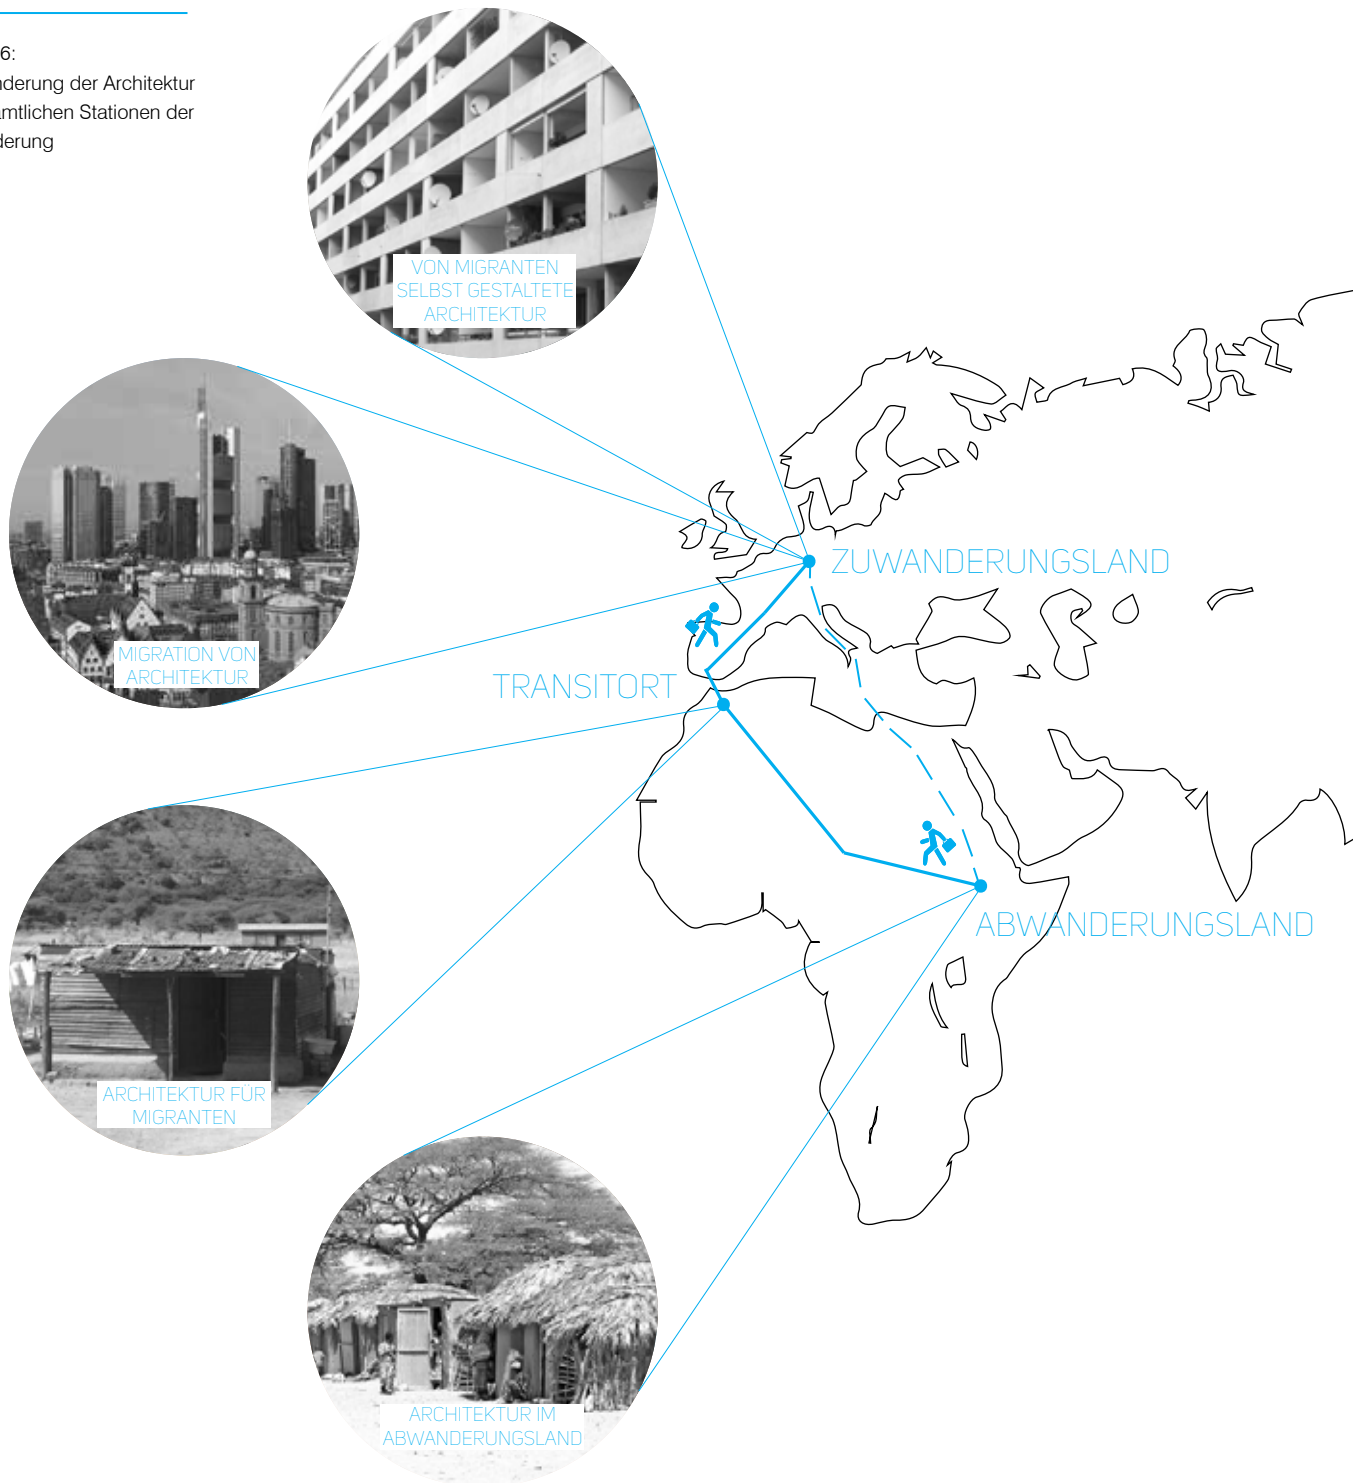 6:
nderung der Architektur
amtlichen Stationen der
derung
VON MIGRANTEN
SELBST GESTALTETE
ARCHITEKTUR
MIGRATION VON
ARCHITEKTUR
ZUWANDERUNGSLAND
TRANSITORT
ABWANDERUNGSLAND
ARCHITEKTUR FÜR
MIGRANTEN
ARCHITEKTUR IM
ABWANDERUNGSLAND